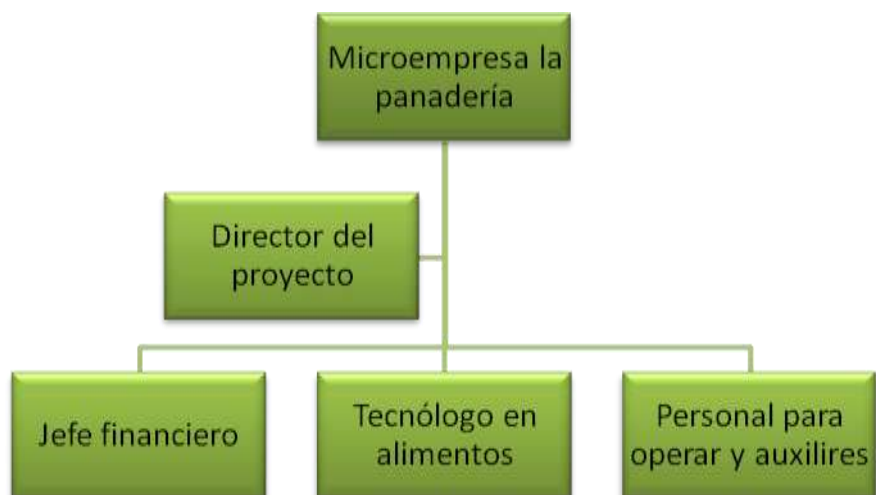 Microempresa la
panadería
Director del
proyecto
Jefe financiero
Tecnólogo en
alimentos
Personal para
operar y auxilires